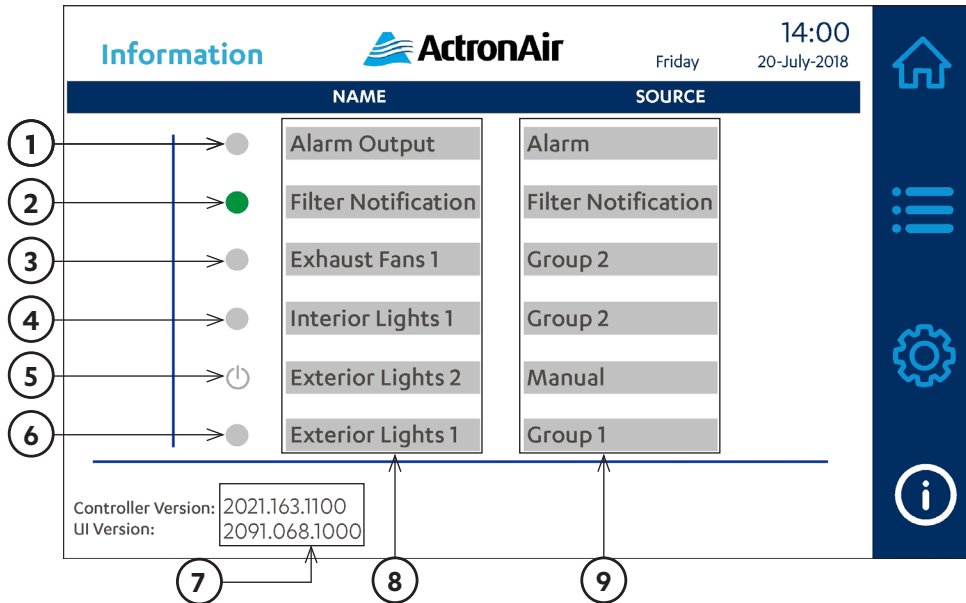 Information
ActronAir
14:00
Friday 20-July-2018
NAME SOURCE
1 Alarm Output Alarm
2 Filter Notification Filter Notification
3 Exhaust Fans 1 Group 2
4 Interior Lights 1 Group 2
5 Exterior Lights 2 Manual
6 Exterior Lights 1 Group 1
Controller Version: 2021.163.1100
UI Version: 2091.068.1000
7 8 9